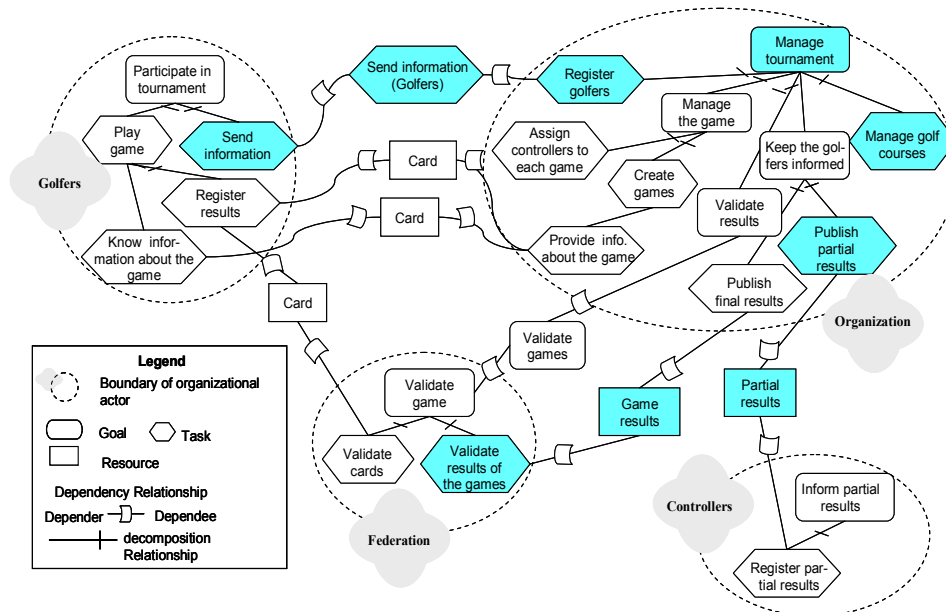 Participate in
tournament
Play
game
Send
information
Golfers
Register
results
Know infor-
mation about the
game
Send information
(Golfers)
Card
Card
Card
Register
golfers
Manage
tournament
Manage
the game
Assign
controllers to
each game
Keep the gol-
fers informed
Manage golf
courses
Create
games
Validate
results
Provide info.
about the game
Publish
partial
results
Publish
final results
Organization
Validate
games
Validate
game
Validate
cards
Validate
results of
the games
Federation
Game
results
Partial
results
Controllers
Inform partial
results
Register par-
tial results
Legend
Boundary of organizational
actor
Goal
Task
Resource
Dependency Relationship
Depender
Dependee
decomposition
Relationship